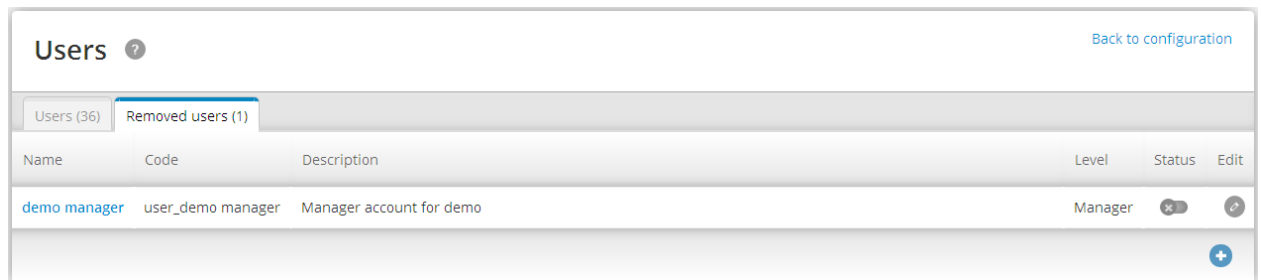 Users ?
Back to configuration
Users (36) Removed users (1)
Name Code Description Level Status Edit
demo manager user_demo manager Manager account for demo Manager